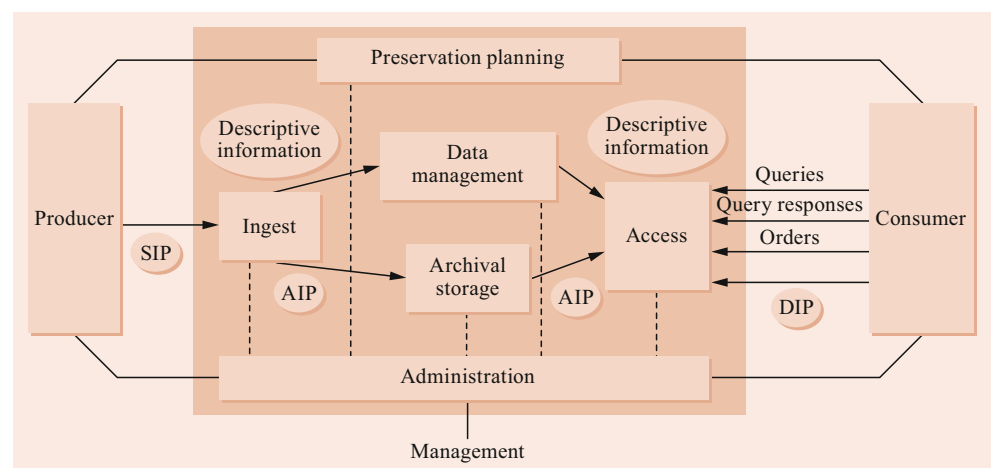 Preservation planning
Descriptive
information
Descriptive
information
Data
management
Producer
Ingest
Access
Queries
Query responses
Orders
Consumer
SIP
AIP
Archival
storage
AIP
DIP
Administration
Management